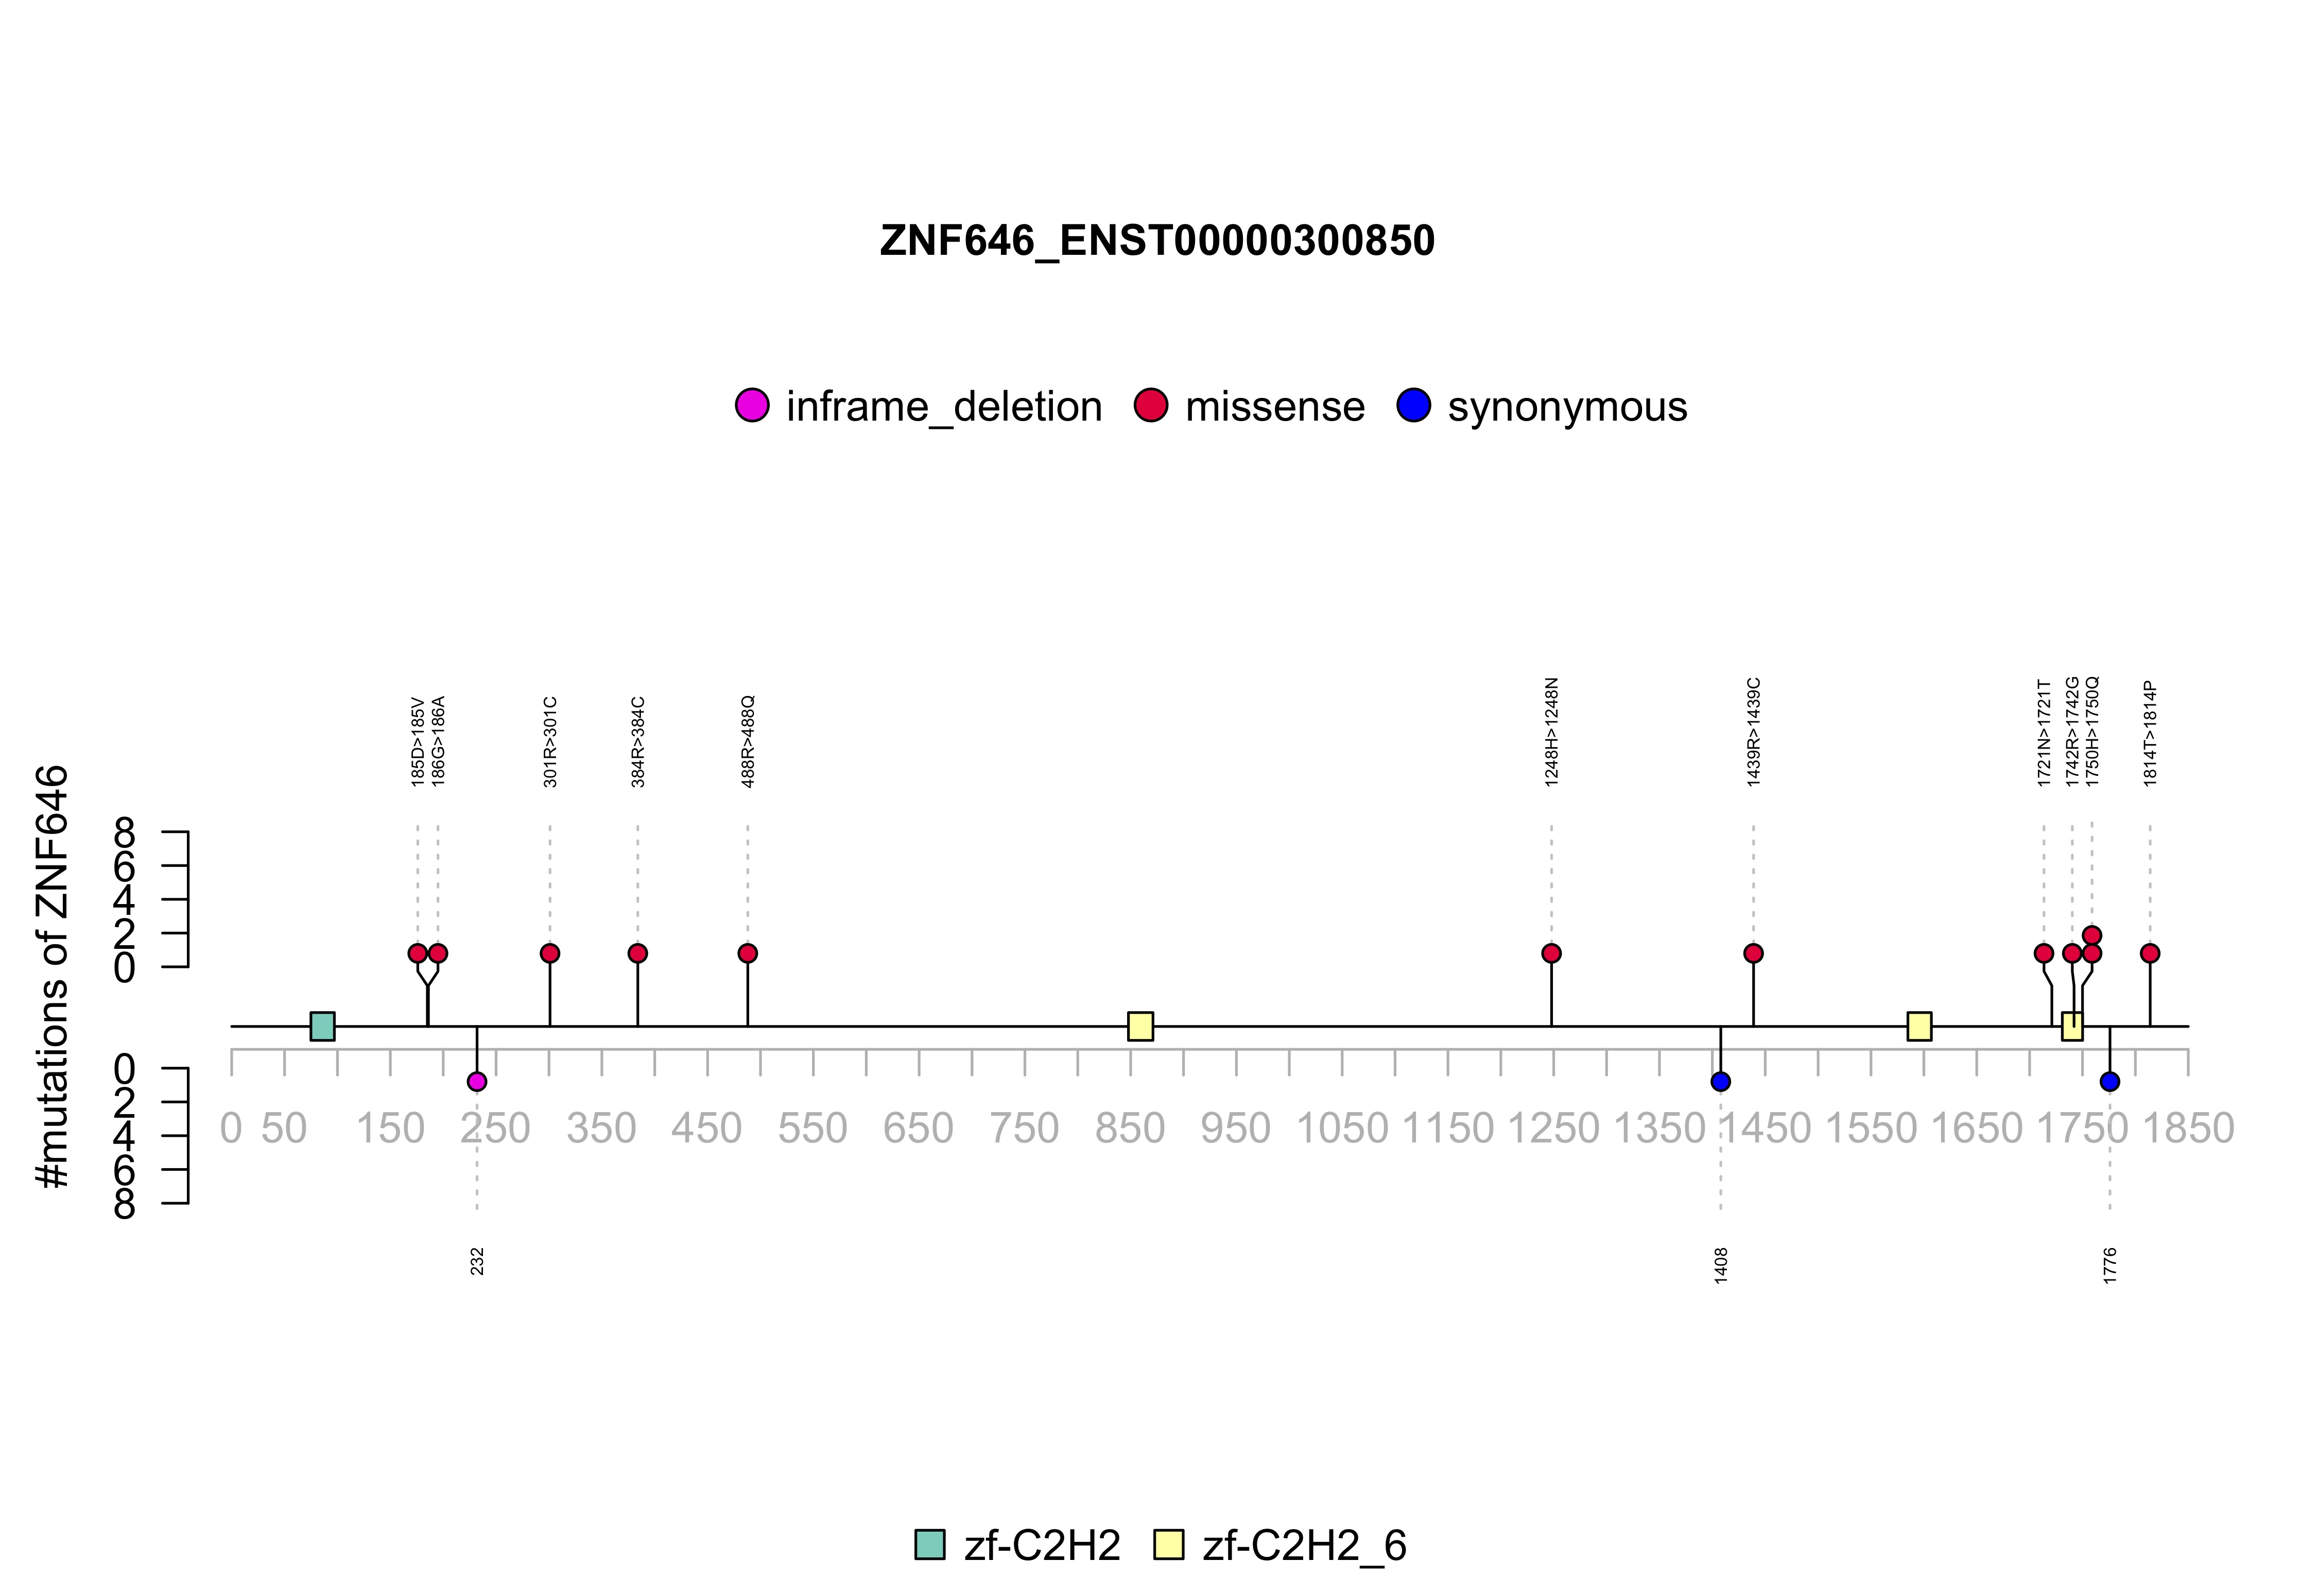 ZNF646_ENST00000300850
inframe_deletion missense synonymous
185D>185V
186G>186A
301R>301C
384R>384C
488R>488Q
1248H>1248N
1439R>1439C
1721N>1721T
1742R>1742G
1750H>1750Q
1814T>1814P
#mutations of ZNF646
8
6
4
2
0
0
2
4
6
8
0 50 150 250 350 450 550 650 750 850 950 1050 1150 1250 1350 1450 1550 1650 1750 1850
232
1408
1776
zf-C2H2 zf-C2H2_6